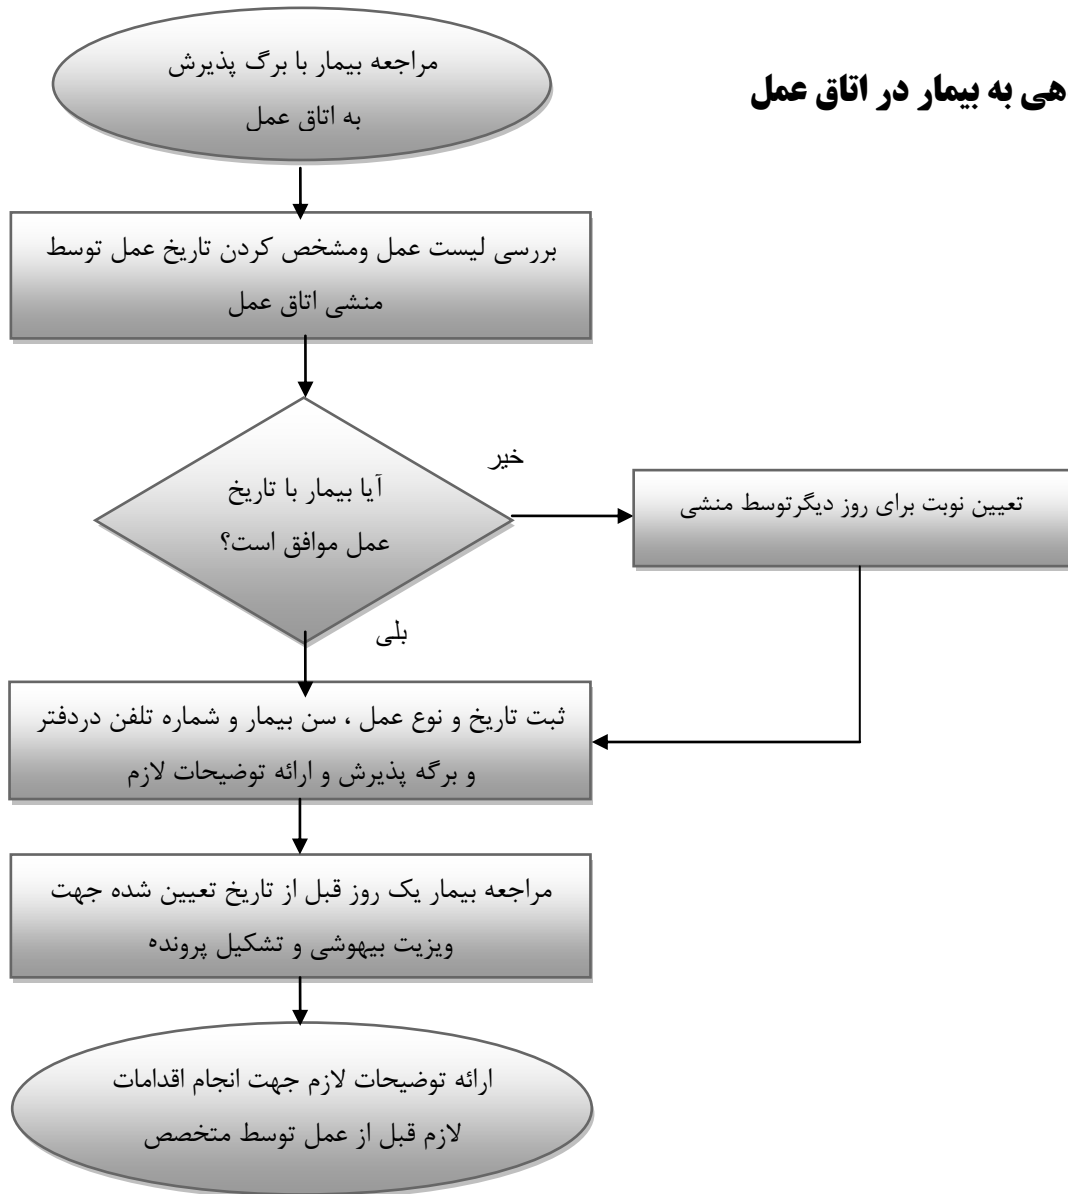 هی به بیمار در اتاق عمل
مراجعه بیمار با برگ پذیرش
به اتاق عمل
بررسی لیست عمل ومشخص کردن تاریخ عمل توسط
منشی اتاق عمل
آیا بیمار با تاریخ
عمل موافق است؟
خیر
تعیین نوبت برای روز دیگرتوسط منشی
بلی
ثبت تاریخ و نوع عمل ، سن بیمار و شماره تلفن دردفتر
و برگه پذیرش و ارائه توضیحات لازم
مراجعه بیمار یک روز قبل از تاریخ تعیین شده جهت
ویزیت بیهوشی و تشکیل پرونده
ارائه توضیحات لازم جهت انجام اقدامات
لازم قبل از عمل توسط متخصص